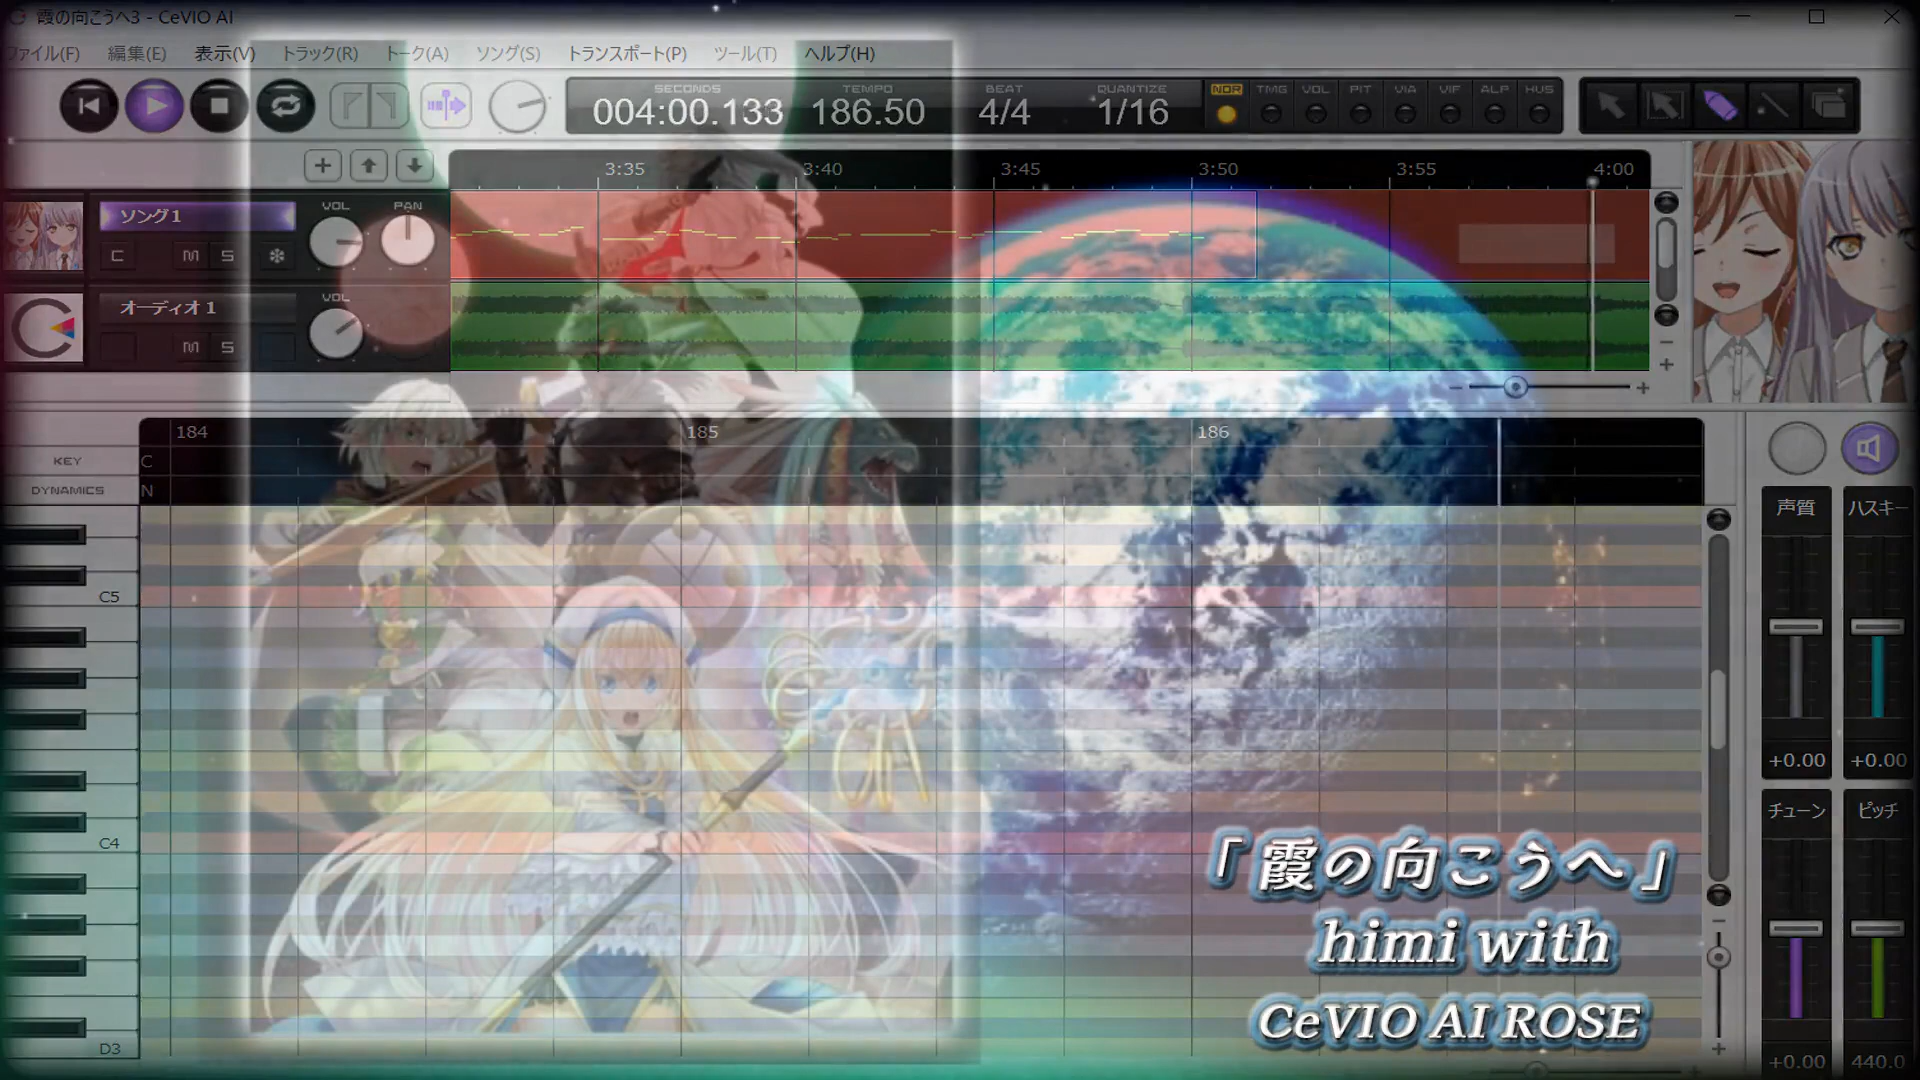 霞の向こうへ3 - CeVIO AI
ファイル(F) 編集(E) 表示(V) トラック(R) トーク(A) ソング(S) トランスポート(P) ツール(T) ヘルプ(H)
SECONDS TEMPO BEAT QUANTIZE NOR TMG VOL PIT VIA VIF ALP HUS
004:00.133 186.50 4/4 1/16
3:35 3:40 3:45 3:50 3:55 4:00
ソング1 VOL PAN
C M S
オーディオ1 VOL
M S
184 185 186
KEY C
DYNAMICS N
声質 ハスキー
C5
+0.00 +0.00
チューン ピッチ
C4
「霞の向こうへ」
himi with
CeVIO AI ROSE
D3
+0.00 440.0